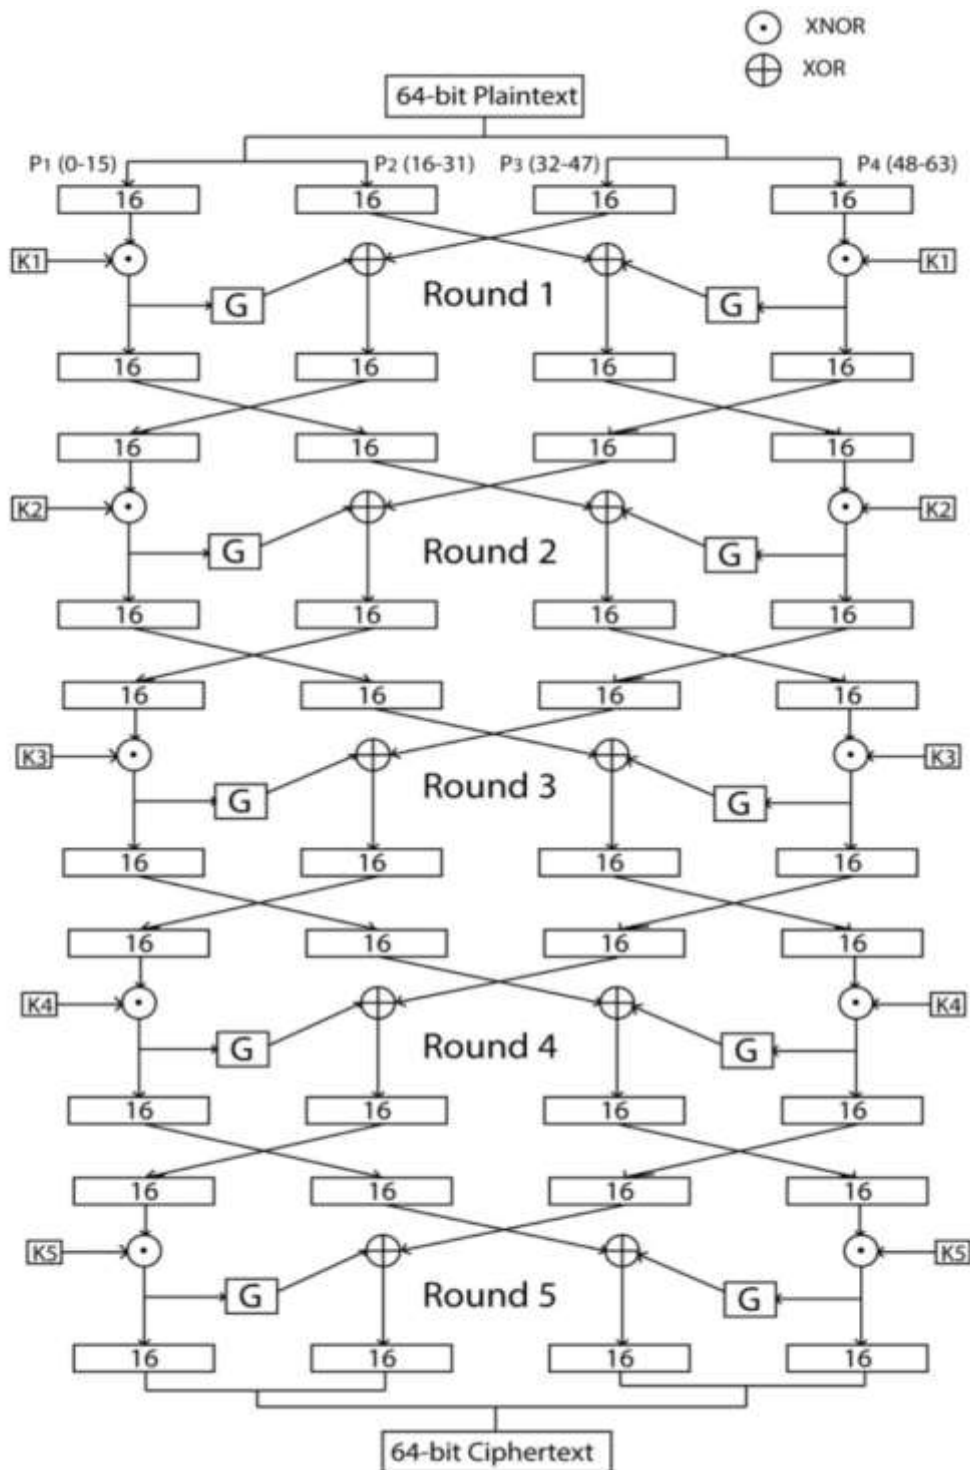 XNOR
XOR
64-bit Plaintext
P1 (0-15) P2 (16-31) P3 (32-47) P4 (48-63)
16 16 16 16
K1 K1
G G
Round 1
16 16 16 16
16 16 16 16
K2 K2
G Round 2 G
16 16 16 16
16 16 16 16
K3 K3
Round 3
G G
16 16 16 16
16 16 16 16
K4 K4
G Round 4 G
16 16 16 16
16 16 16 16
K5 K5
G Round 5 G
16 16 16 16
64-bit Ciphertext